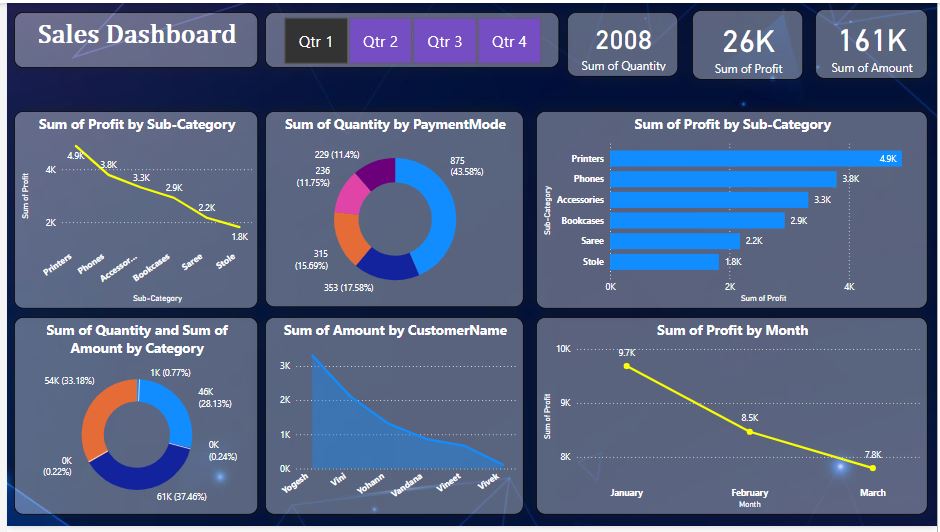 Sales Dashboard
Qtr 1
Qtr 2
Qtr 3
Qtr 4
2008
Sum of Quantity
26K
Sum of Profit
161K
Sum of Amount
Sum of Profit by Sub-Category
Sum of Profit
4K
2K
4.9K
3.8K
3.3K
2.9K
2.2K
1.8K
Printers
Phones
Accessor...
Bookcases
Saree
Stole
Sub-Category
Sum of Quantity by PaymentMode
229 (11.4%)
236
(11.75%)
315
(15.69%)
353 (17.58%)
875
(43.58%)
Sum of Profit by Sub-Category
Sub-Category
Printers
4.9K
Phones
3.8K
Accessories
3.3K
Bookcases
2.9K
Saree
2.2K
Stole
1.8K
0K
2K
4K
Sum of Profit
Sum of Quantity and Sum of
Amount by Category
54K (33.18%)
1K (0.77%)
46K
(28.13%)
0K
(0.24%)
0K
(0.22%)
61K (37.46%)
Sum of Amount by CustomerName
3K
2K
1K
0K
Yogesh
Vini
Yohann
Vandana
Vineet
Vivek
Sum of Profit by Month
Sum of Profit
10K
9K
8K
9.7K
8.5K
7.8K
January
February
March
Month